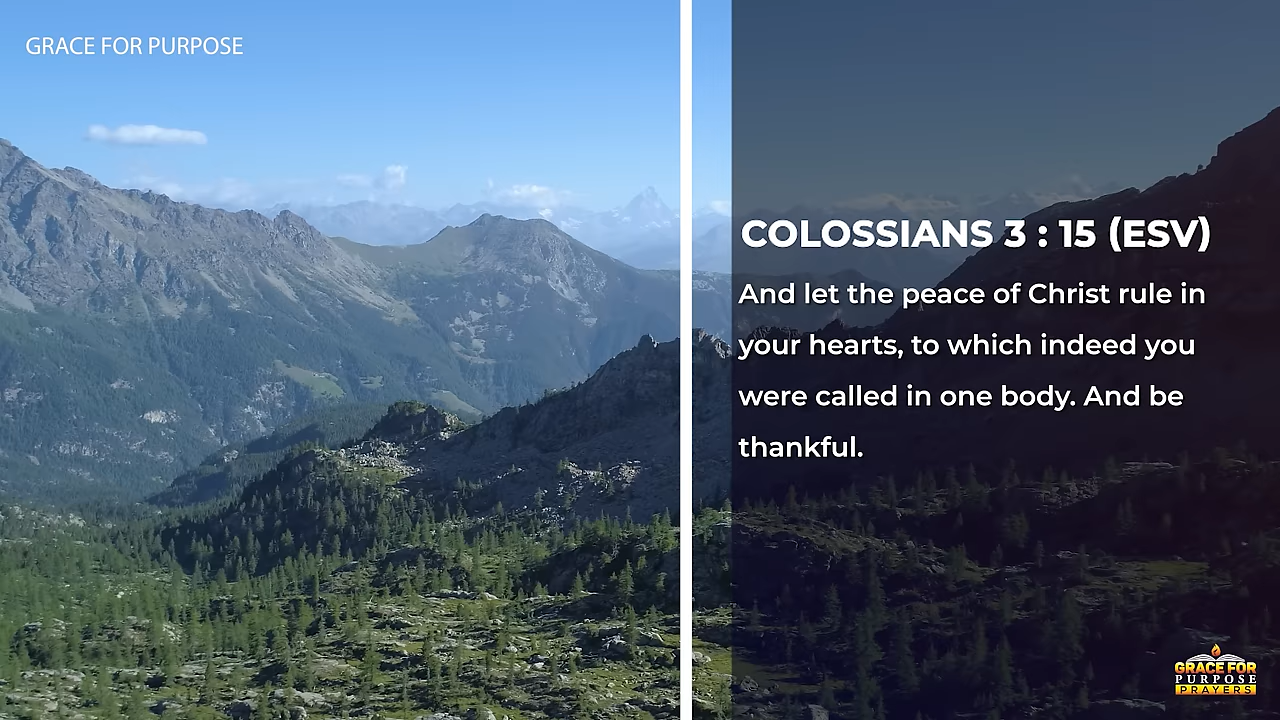 GRACE FOR PURPOSE
COLOSSIANS 3 : 15 (ESV)
And let the peace of Christ rule in
your hearts, to which indeed you
were called in one body. And be
thankful.
GRACE FOR
PURPOSE
PRAYERS